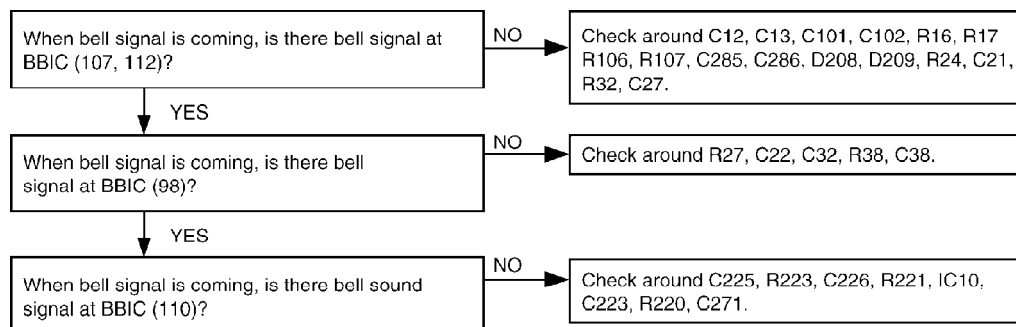 When bell signal is coming, is there bell signal at
BBIC (107, 112)?
NO
Check around C12, C13, C101, C102, R16, R17
R106, R107, C285, C286, D208, D209, R24, C21,
R32, C27.
YES
When bell signal is coming, is there bell
signal at BBIC (98)?
NO
Check around R27, C22, C32, R38, C38.
YES
When bell signal is coming, is there bell sound
signal at BBIC (110)?
NO
Check around C225, R223, C226, R221, IC10,
C223, R220, C271.